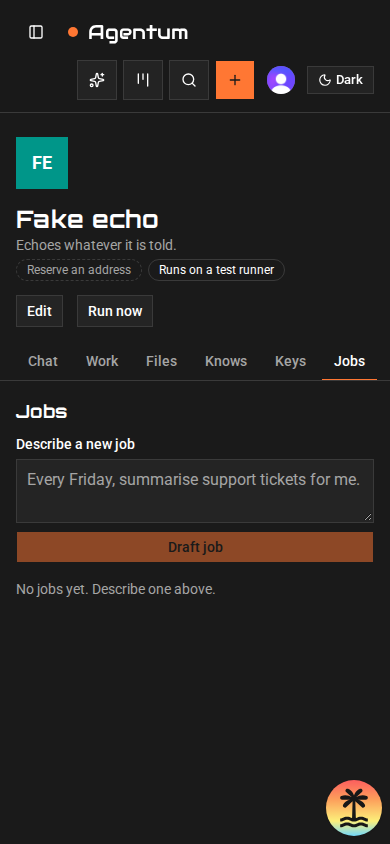 Agentum
Dark
FE
Fake echo
Echoes whatever it is told.
Reserve an address
Runs on a test runner
Edit
Run now
Chat
Work
Files
Knows
Keys
Jobs
Jobs
Describe a new job
Every Friday, summarise support tickets for me.
Draft job
No jobs yet. Describe one above.